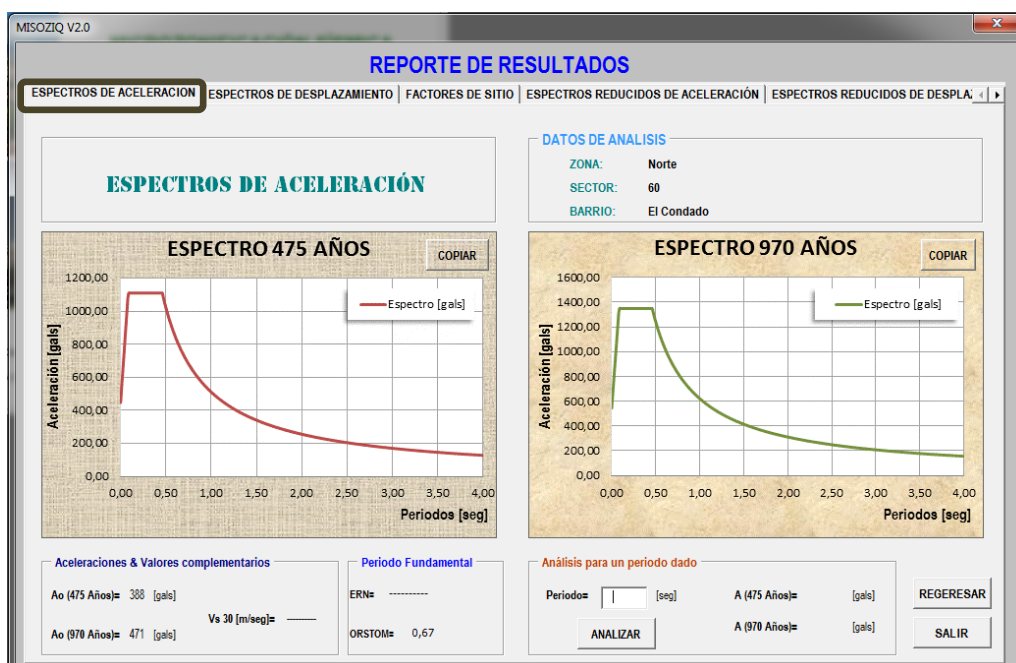 MISOZIQ V2.0
REPORTE DE RESULTADOS
ESPECTROS DE ACELERACION
ESPECTROS DE DESPLAZAMIENTO
FACTORES DE SITIO
ESPECTROS REDUCIDOS DE ACELERACIÓN
ESPECTROS REDUCIDOS DE DESPLA
ESPECTROS DE ACELERACIÓN
DATOS DE ANALISIS
ZONA: Norte
SECTOR: 60
BARRIO: El Condado
ESPECTRO 475 AÑOS
COPIAR
Espectro [gals]
Aceleración [gals]
1200,00
1000,00
800,00
600,00
400,00
200,00
0,00
0,00 0,50 1,00 1,50 2,00 2,50 3,00 3,50 4,00
Periodos [seg]
ESPECTRO 970 AÑOS
COPIAR
Espectro [gals]
Aceleración [gals]
1600,00
1400,00
1200,00
1000,00
800,00
600,00
400,00
200,00
0,00
0,00 0,50 1,00 1,50 2,00 2,50 3,00 3,50 4,00
Periodos [seg]
Aceleraciones & Valores complementarios
Ao (475 Años)= 388 [gals]
Vs 30 [m/seg]= --------
Ao (970 Años)= 471 [gals]
Periodo Fundamental
ERN= ----------
ORSTOM= 0,67
Análisis para un periodo dado
Periodo= [seg]
ANALIZAR
A (475 Años)= [gals]
A (970 Años)= [gals]
REGERESAR
SALIR